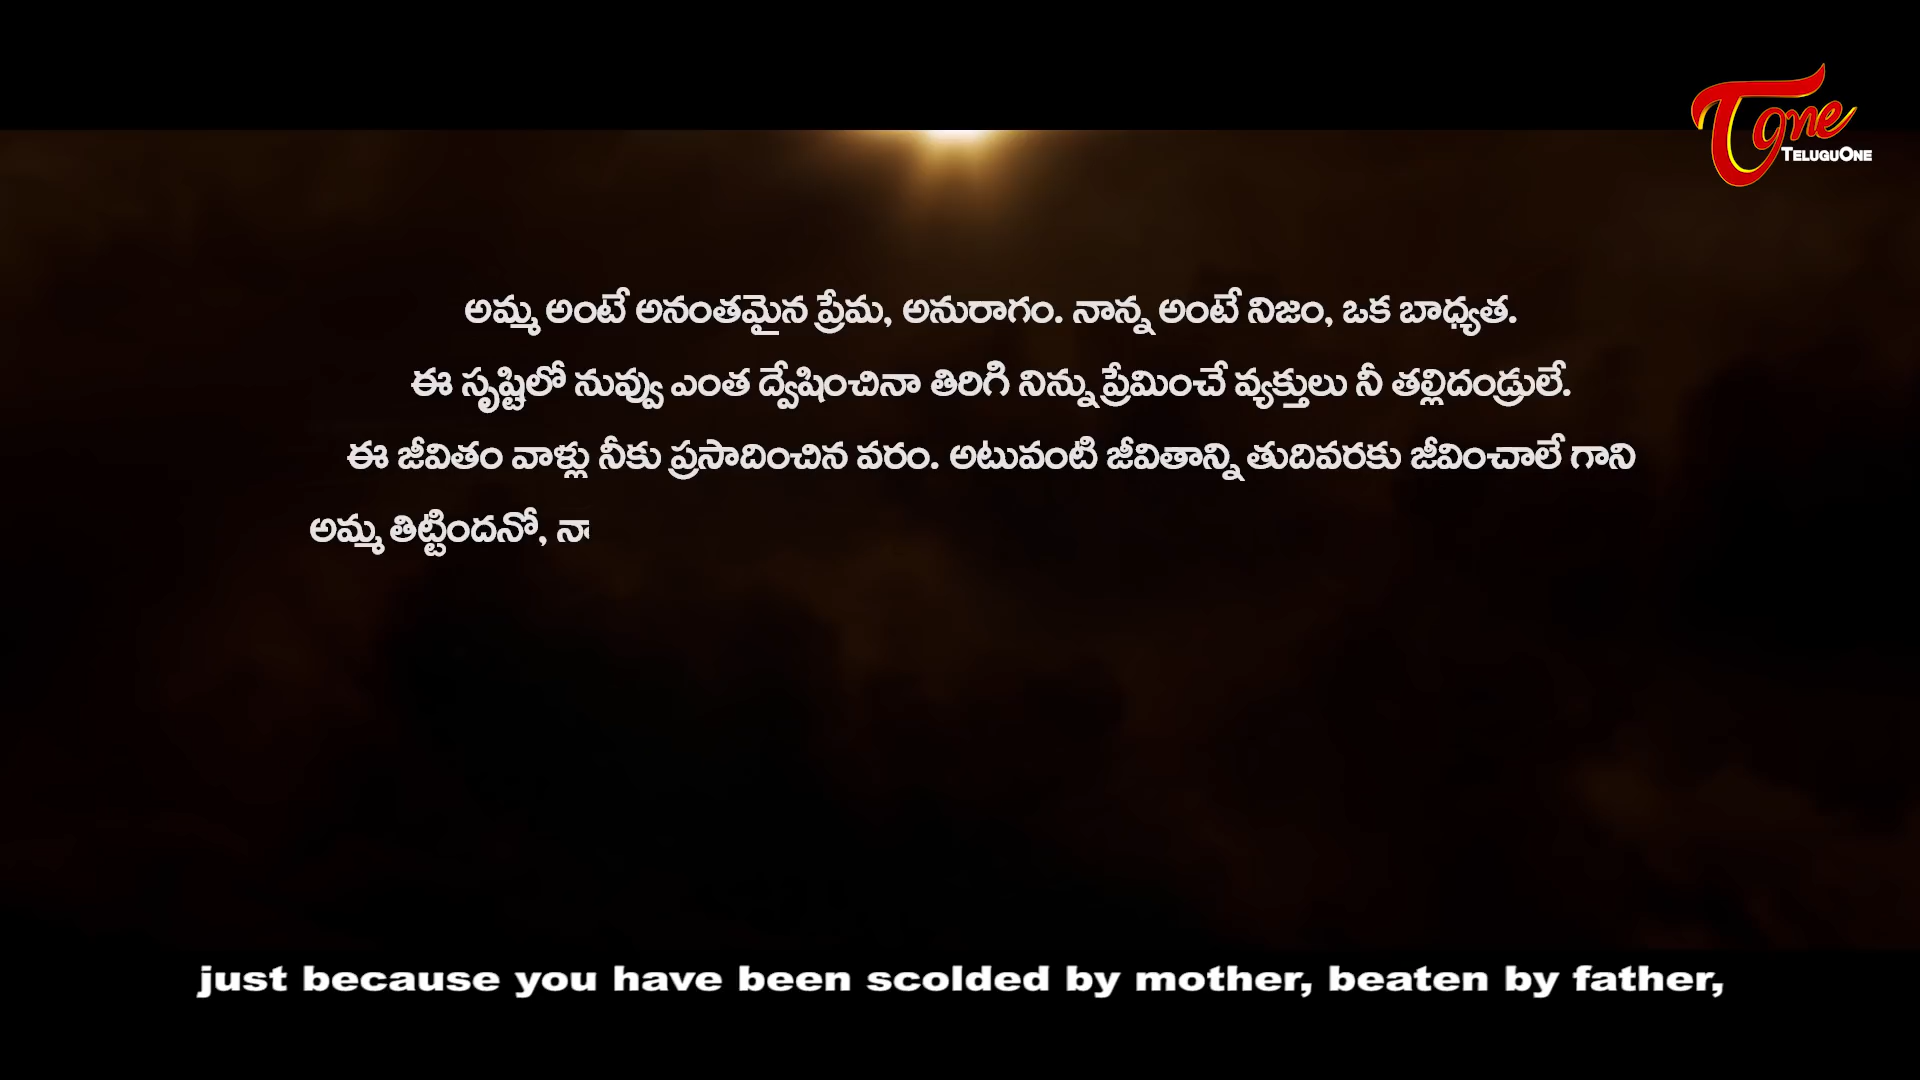 Tone
TeluguOne
అమ్మ అంటే అనంతమైన ప్రేమ, అనురాగం. నాన్న అంటే నిజం, ఒక బాధ్యత.
ఈ సృష్టిలో నువ్వు ఎంత ద్వేషించినా తిరిగి నిన్ను ప్రేమించే వ్యక్తులు నీ తల్లిదండ్రులే.
ఈ జీవితం వాళ్లు నీకు ప్రసాదించిన వరం. అటువంటి జీవితాన్ని తుదివరకు జీవించాలే గాని
అమ్మ తిట్టిందనో, నా
just because you have been scolded by mother, beaten by father,